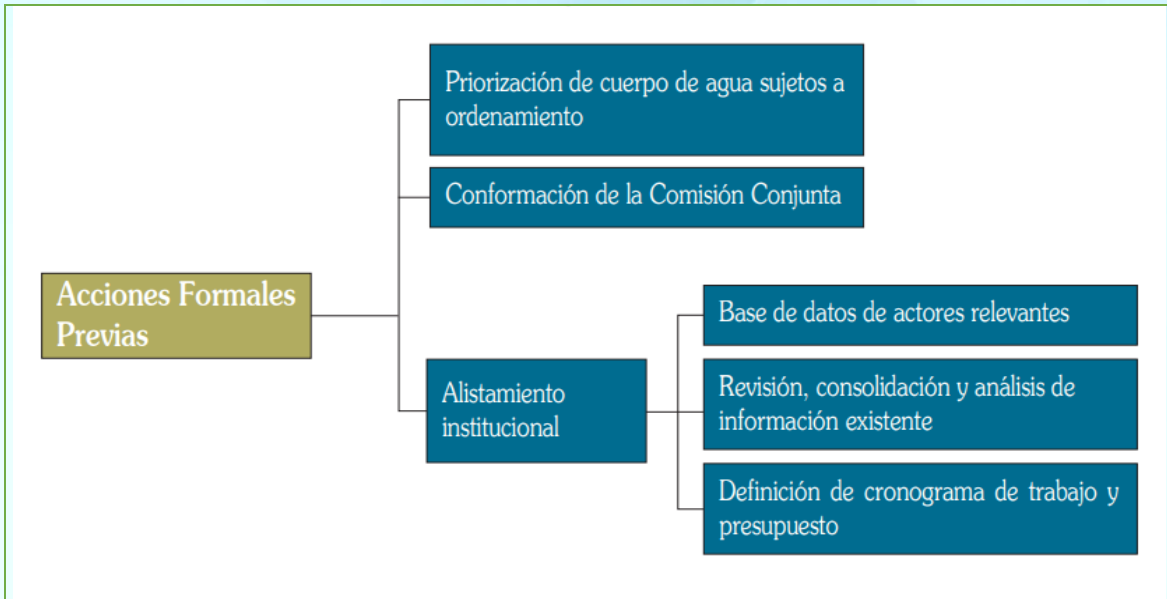 Priorización de cuerpo de agua sujetos a
ordenamiento
Conformación de la Comisión Conjunta
Acciones Formales
Previas
Alistamiento
institucional
Base de datos de actores relevantes
Revisión, consolidación y análisis de
información existente
Definición de cronograma de trabajo y
presupuesto